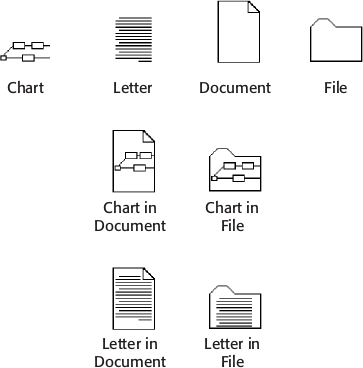 Chart
Letter
Document
File
Chart in
Document
Chart in
File
Letter in
Document
Letter in
File